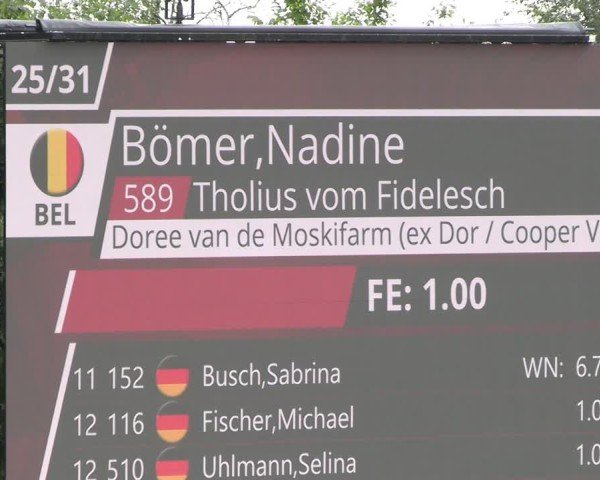 25/31
BEL
Bömer,Nadine
589 Tholius vom Fidelesch
Doree van de Moskifarm (ex Dor / Cooper V
FE: 1.00
11 152 Busch,Sabrina WN: 6.7
12 116 Fischer,Michael 1.0
12 510 Uhlmann,Selina 1.0